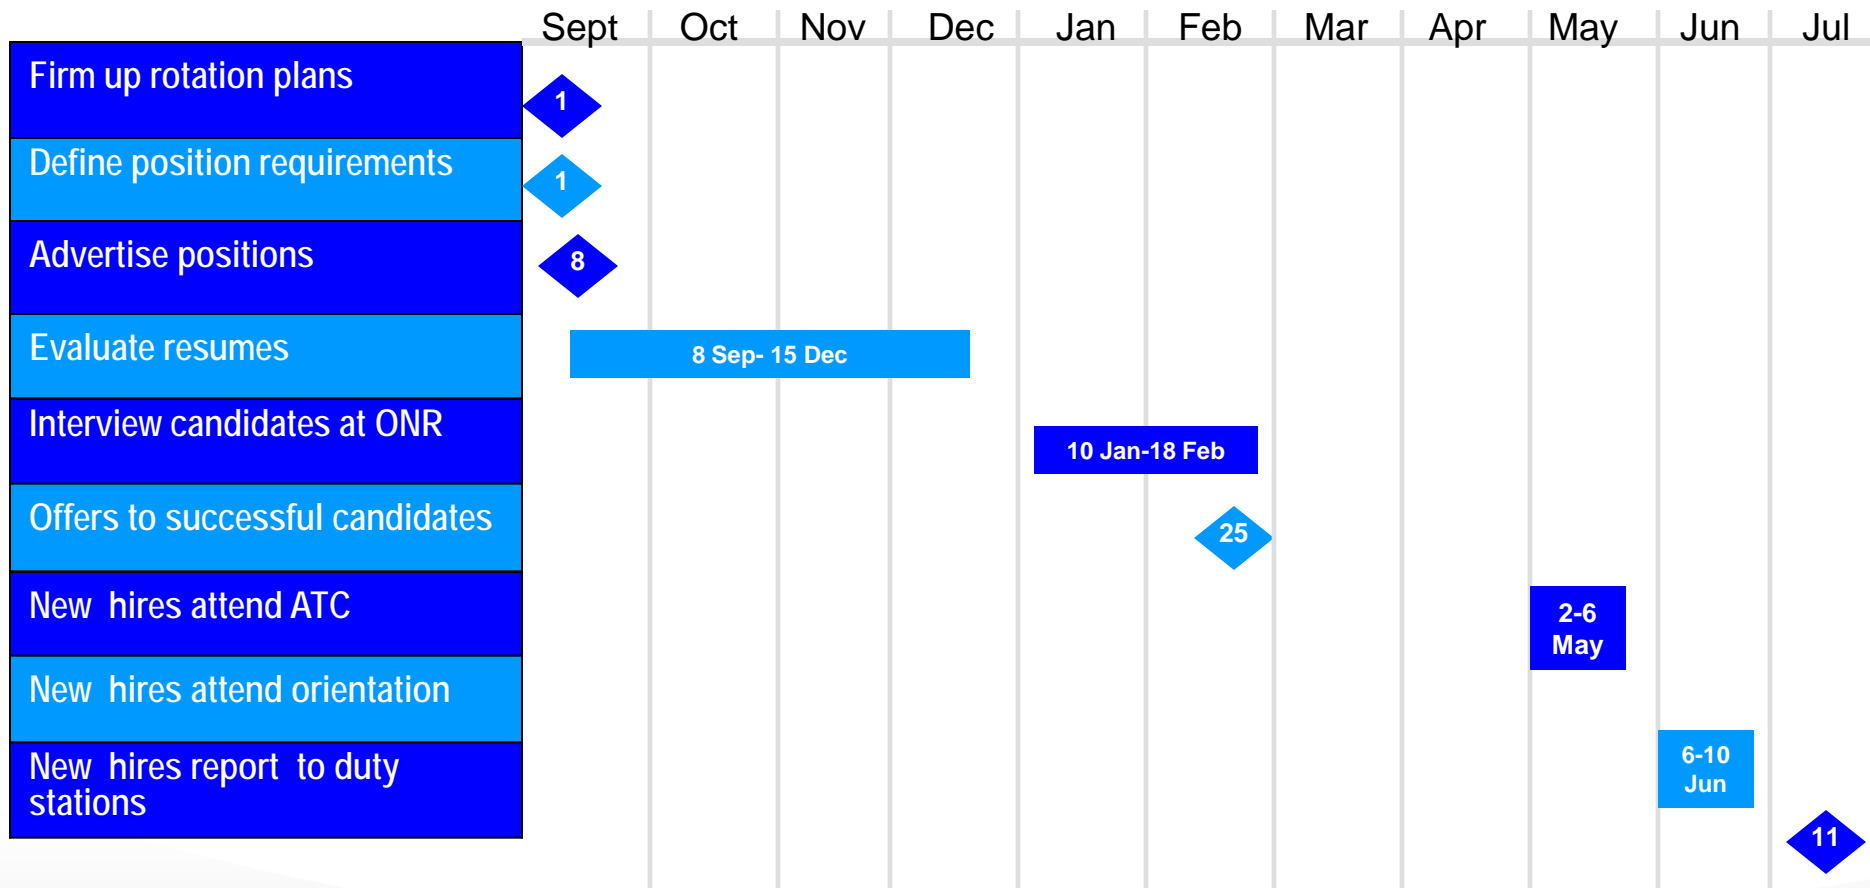 Sept Oct Nov Dec Jan Feb Mar Apr May Jun Jul
Firm up rotation plans
1
Define position requirements
1
Advertise positions
8
Evaluate resumes
8 Sep- 15 Dec
Interview candidates at ONR
10 Jan-18 Feb
Offers to successful candidates
25
New hires attend ATC
2-6
May
New hires attend orientation
6-10
Jun
New hires report to duty
stations
11